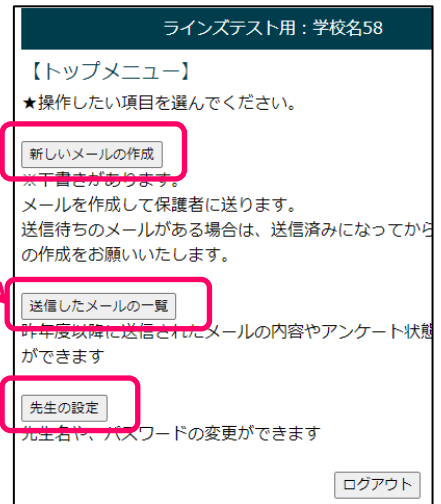 ラインズテスト用：学校名58
【トップメニュー】
★操作したい項目を選んでください。
新しいメールの作成
※下書きがあります。
メールを作成して保護者に送ります。
送信待ちのメールがある場合は、送信済みになってから
の作成をお願いいたします。
送信したメールの一覧
昨年度以降に送信されたメールの内容やアンケート状態
ができます
先生の設定
先生名や、パスワードの変更ができます
ログアウト